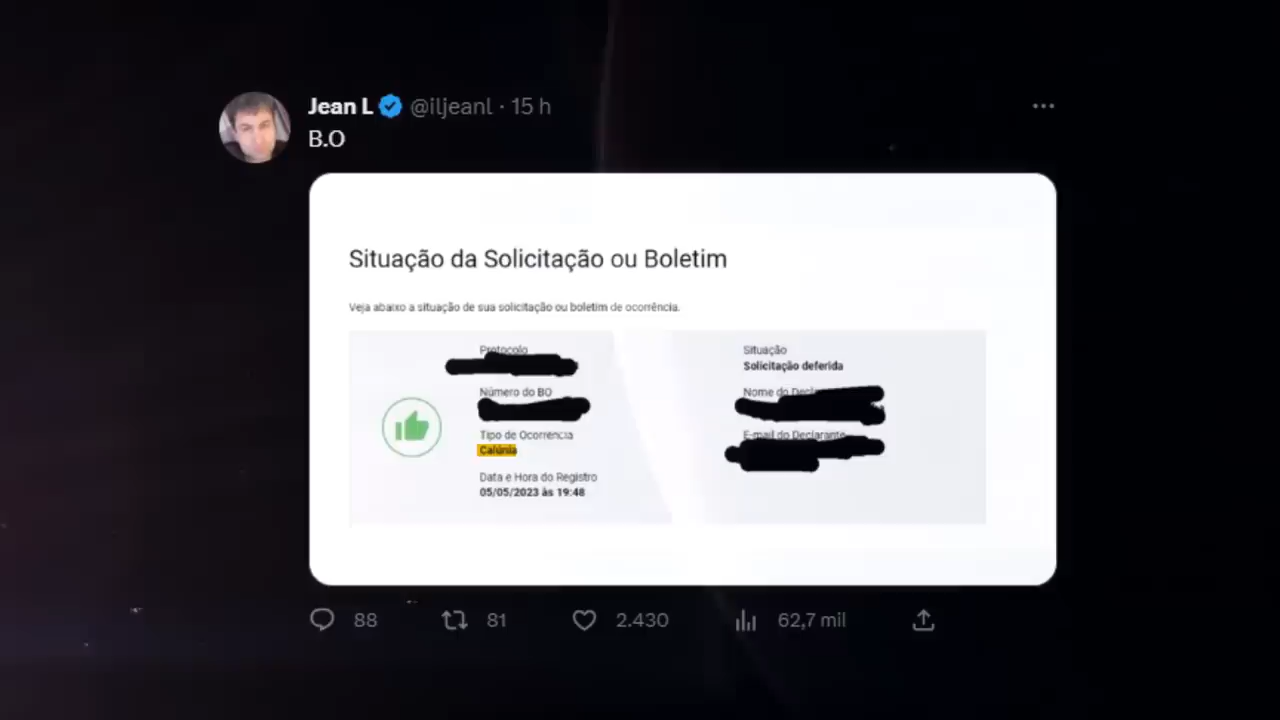 Jean L @iljeanl · 15 h
B.O
Situação da Solicitação ou Boletim
Veja abaixo a situação de sua solicitação ou boletim de ocorrência.
Protocolo
Número do BO
Tipo de Ocorrência
Calúnia
Data e Hora do Registro
05/05/2023 às 19:48
Situação
Solicitação deferida
Nome do
E-mail do Declarante
88 81 2.430 62,7 mil